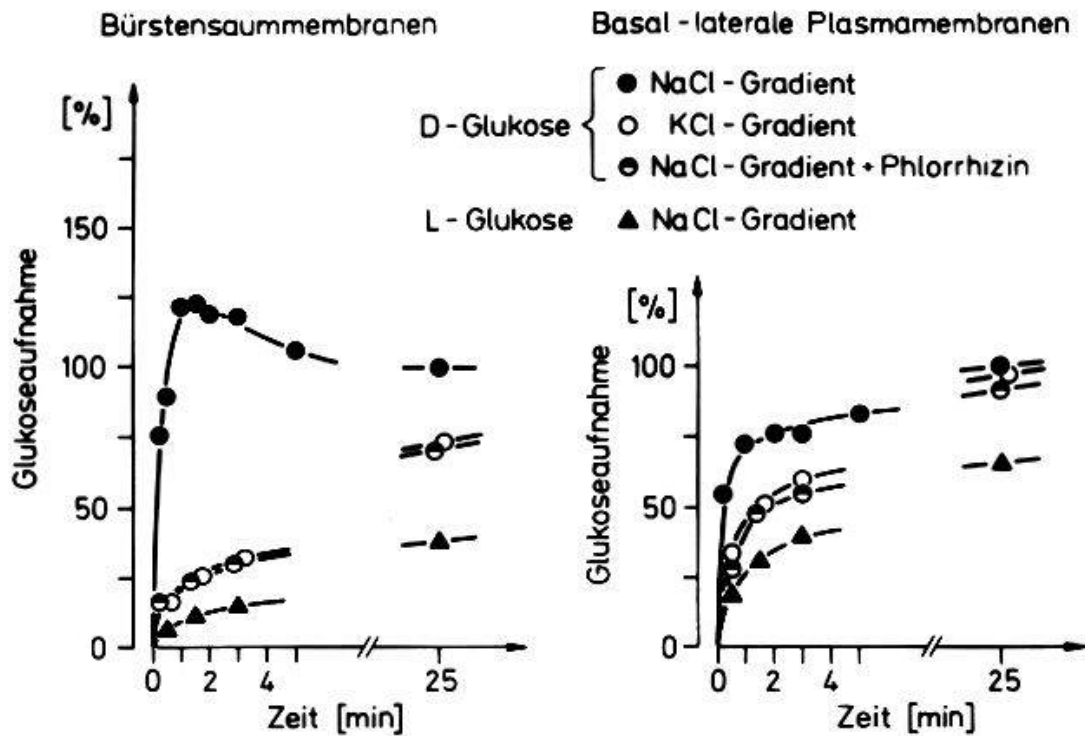 Bürstensaummembranen
Basal-laterale Plasmamembranen
D-Glukose
NaCl-Gradient
KCl-Gradient
NaCl-Gradient + Phlorrhizin
L-Glukose NaCl-Gradient
[%]
150
100
50
0
Glukoseaufnahme
0 2 4 25
Zeit [min]
[%]
100
50
0
Glukoseaufnahme
0 2 4 25
Zeit [min]